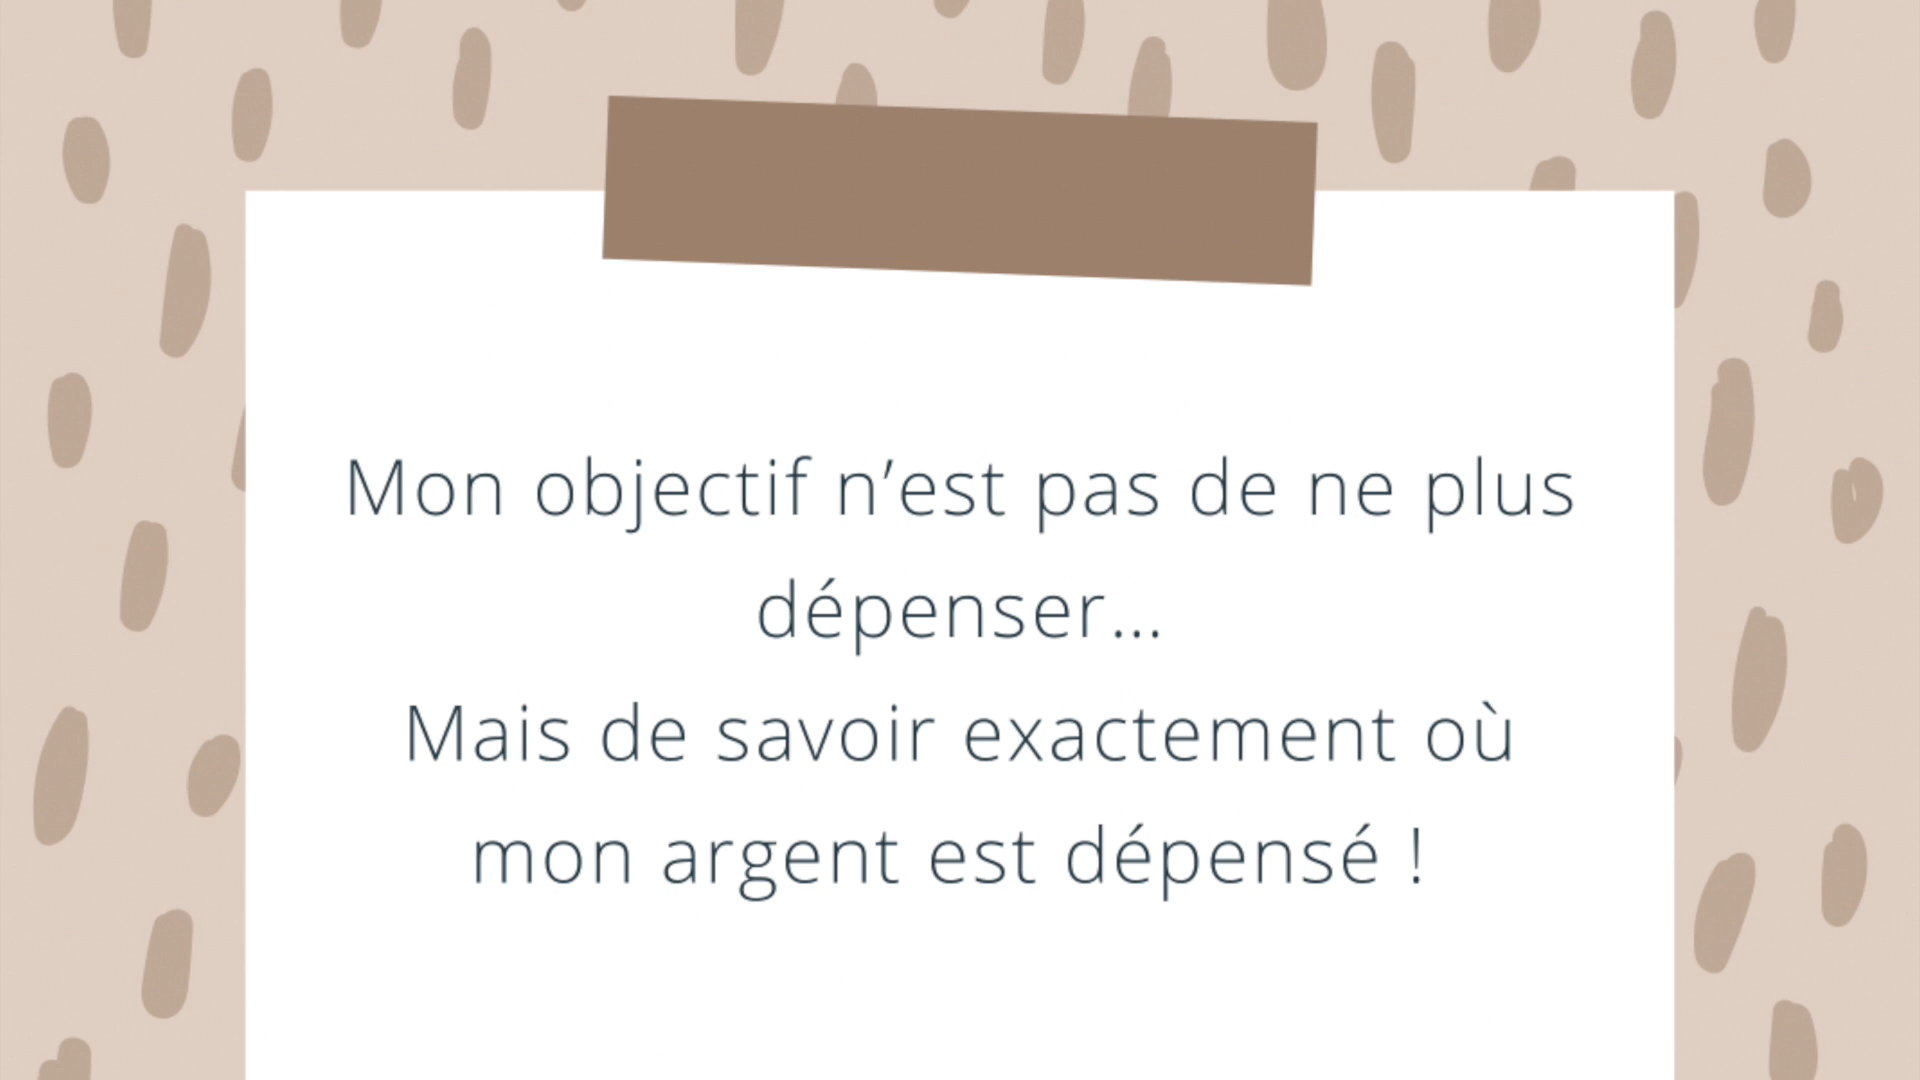 Mon objectif n’est pas de ne plus
dépenser...
Mais de savoir exactement où
mon argent est dépensé !